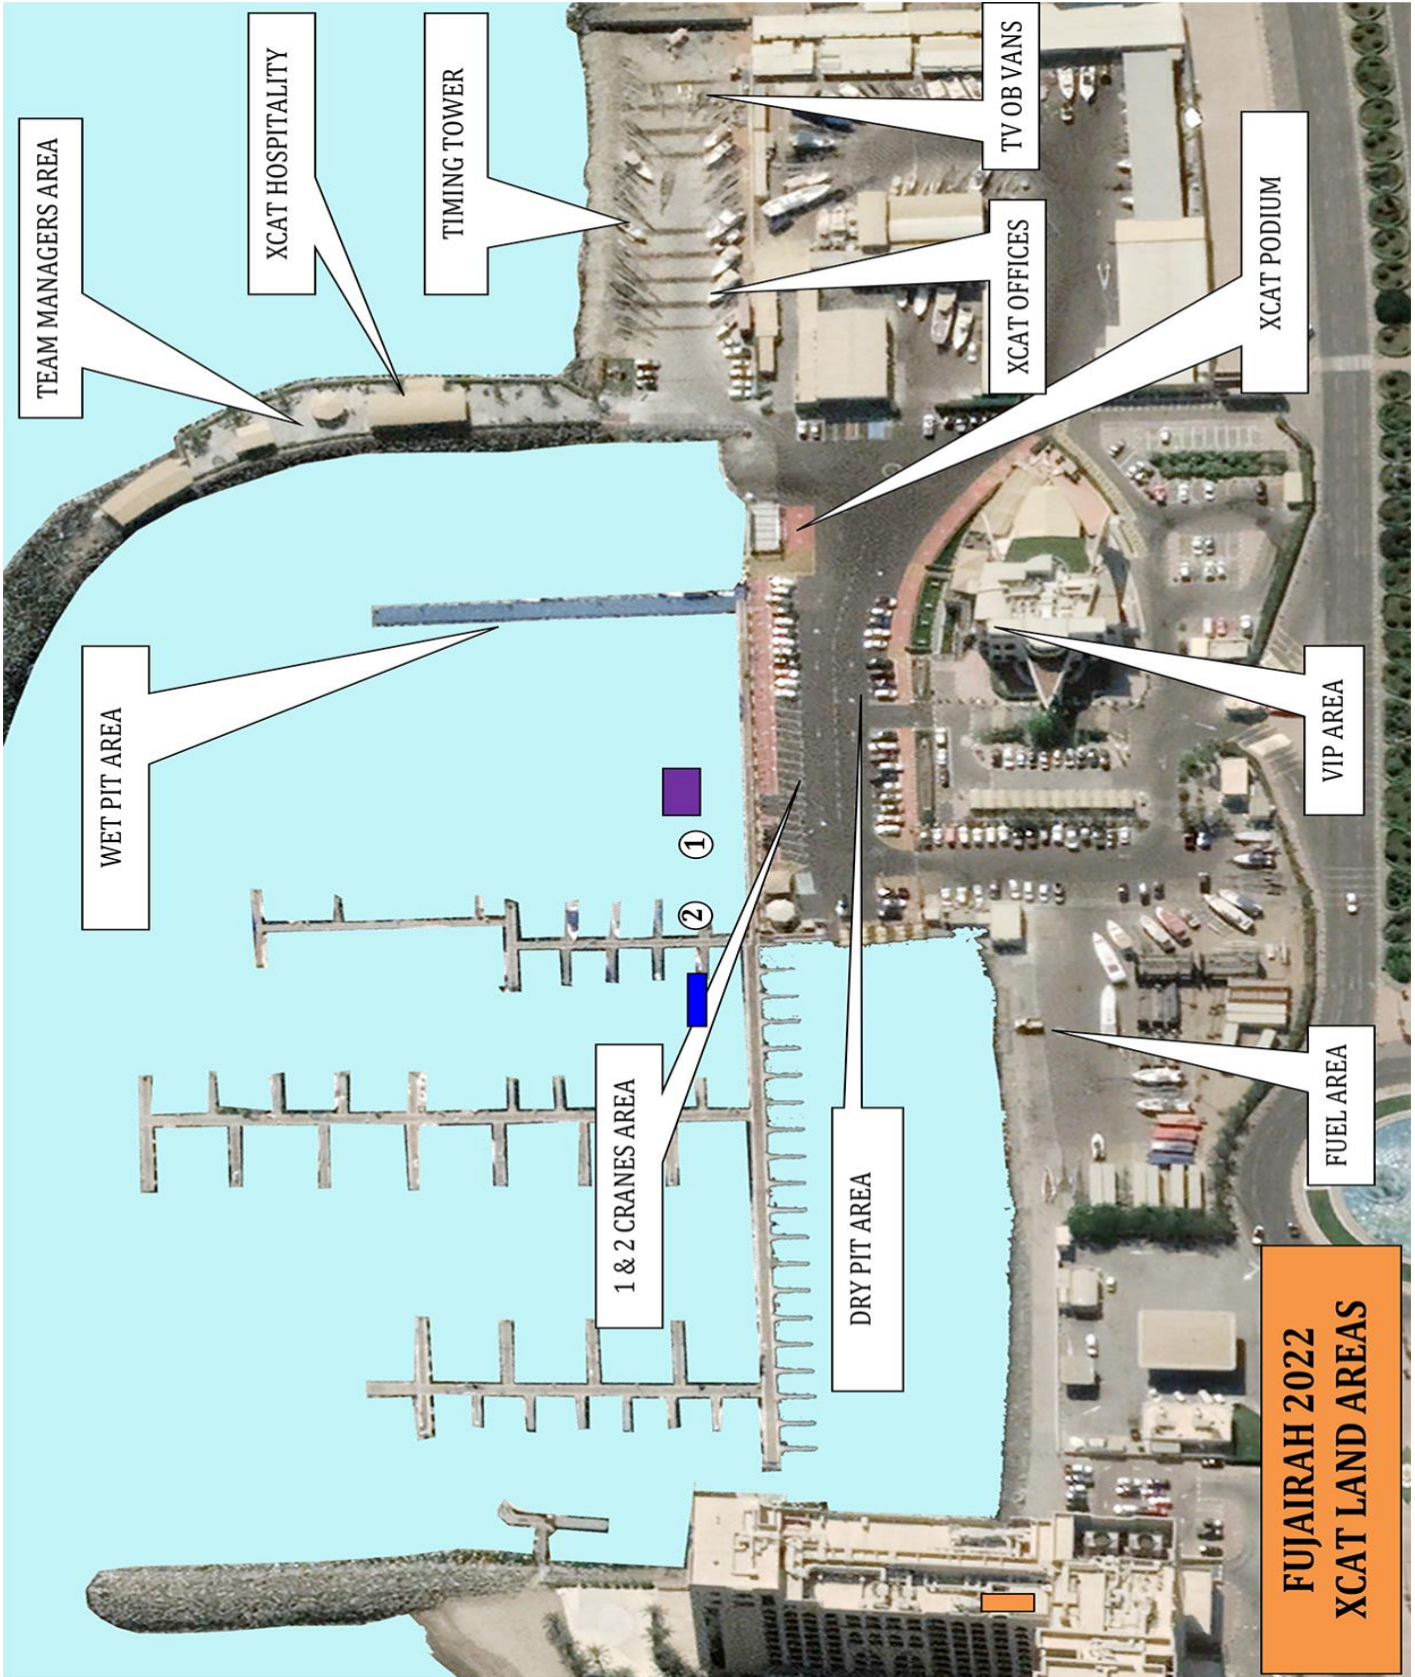 TEAM MANAGERS AREA
XCAT HOSPITALITY
TIMING TOWER
TV OB VANS
XCAT OFFICES
XCAT PODIUM
WET PIT AREA
VIP AREA
1
2
1 & 2 CRANES AREA
DRY PIT AREA
FUEL AREA
FUJAIRAH 2022
XCAT LAND AREAS